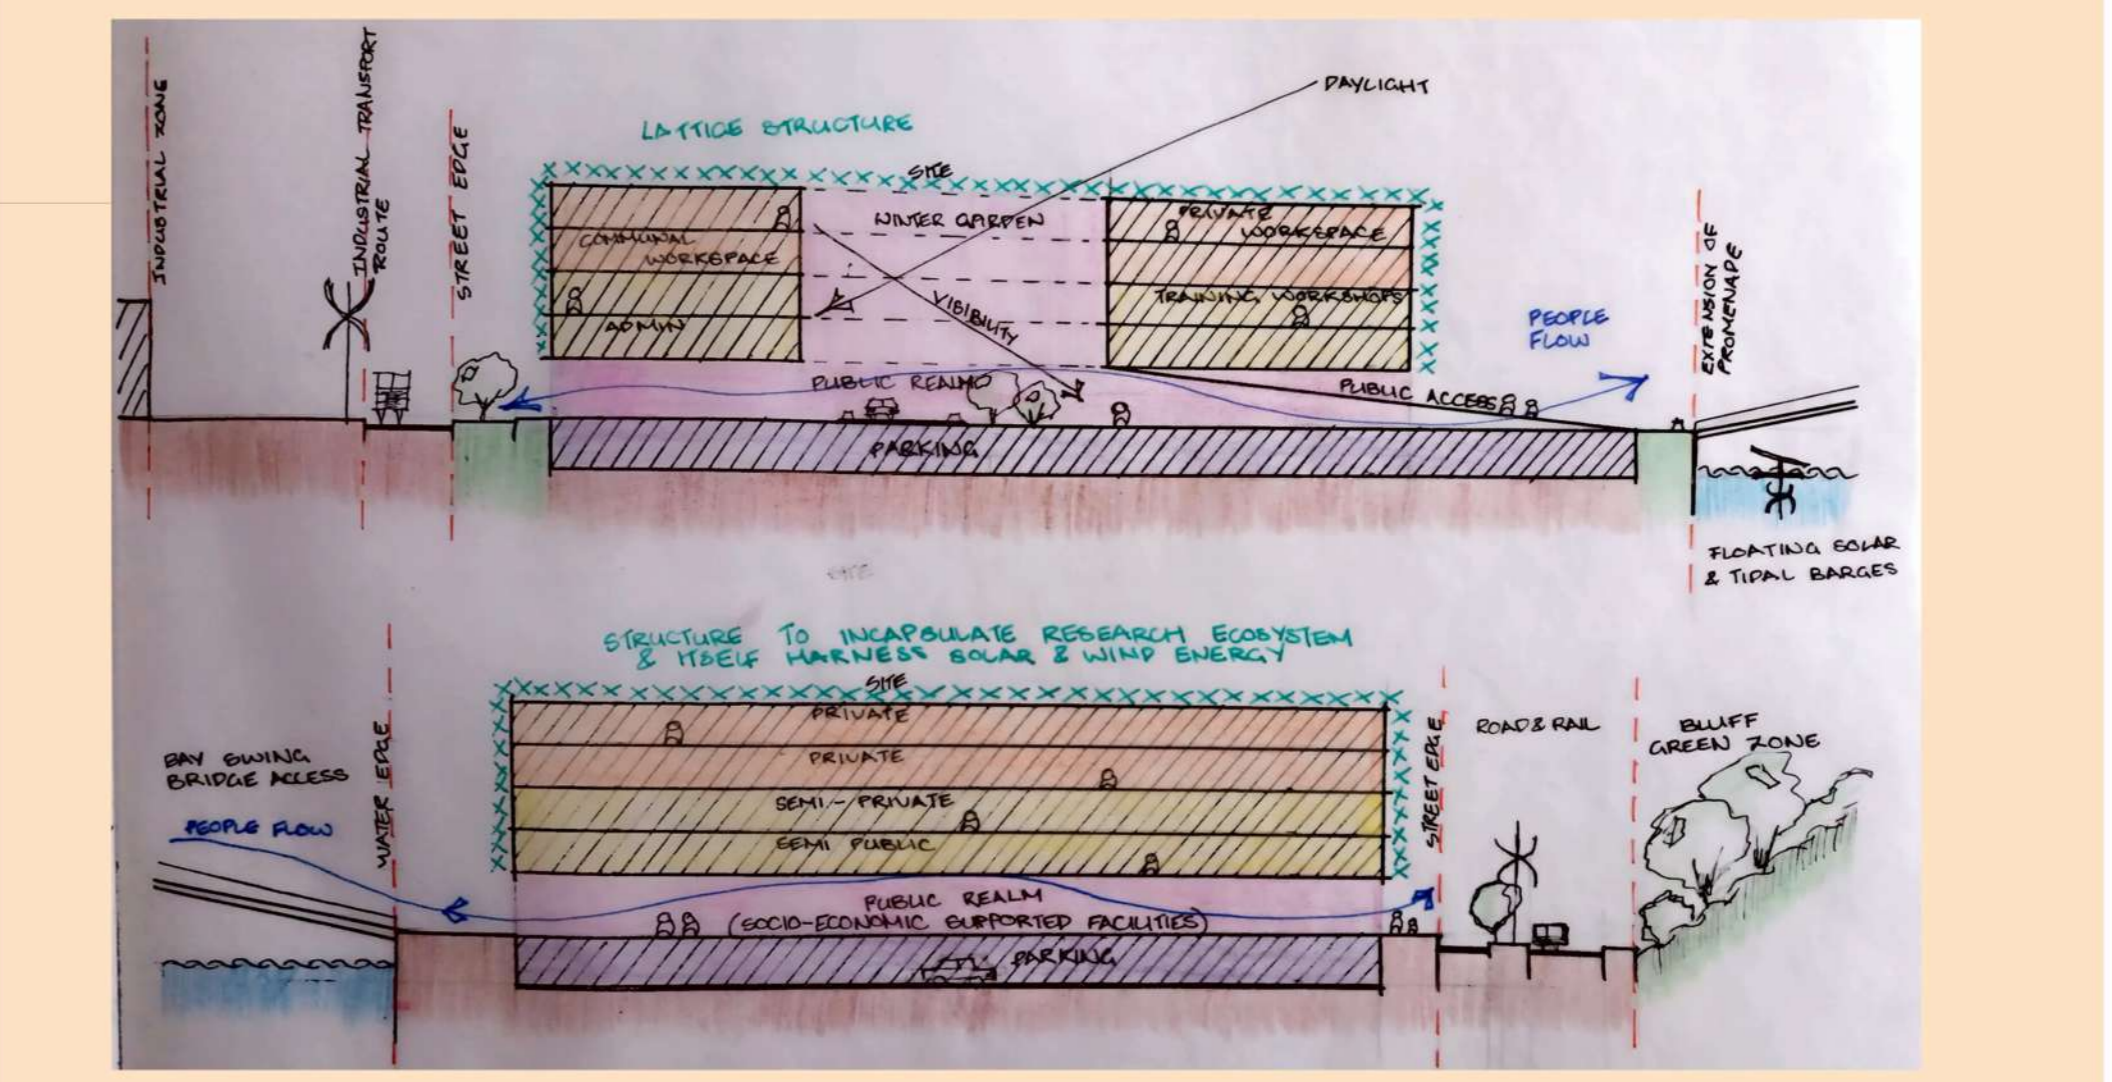 INDUSTRIAL ZONE
INDUSTRIAL TRANSPORT
ROUTE
STREET EDGE
LATTICE STRUCTURE
DAYLIGHT
SITE
WINTER GARDEN
COMMUNAL
WORKSPACE
ADMIN
VISIBILITY
PRIVATE
WORKSPACE
TRAINING WORKSHOPS
PEOPLE
FLOW
EXTENSION OF
PROMENADE
PUBLIC REALM
PUBLIC ACCESS
PARKING
FLOATING SOLAR
& TIDAL BARGES
STRUCTURE TO INCAPSULATE RESEARCH ECOSYSTEM
& ITSELF HARNESS SOLAR & WIND ENERGY
SITE
BAY SWING
BRIDGE ACCESS
PEOPLE FLOW
WATER EDGE
PRIVATE
PRIVATE
SEMI-PRIVATE
SEMI PUBLIC
PUBLIC REALM
(SOCIO-ECONOMIC SUPPORTED FACILITIES)
PARKING
STREET EDGE
ROAD & RAIL
BLUFF
GREEN ZONE